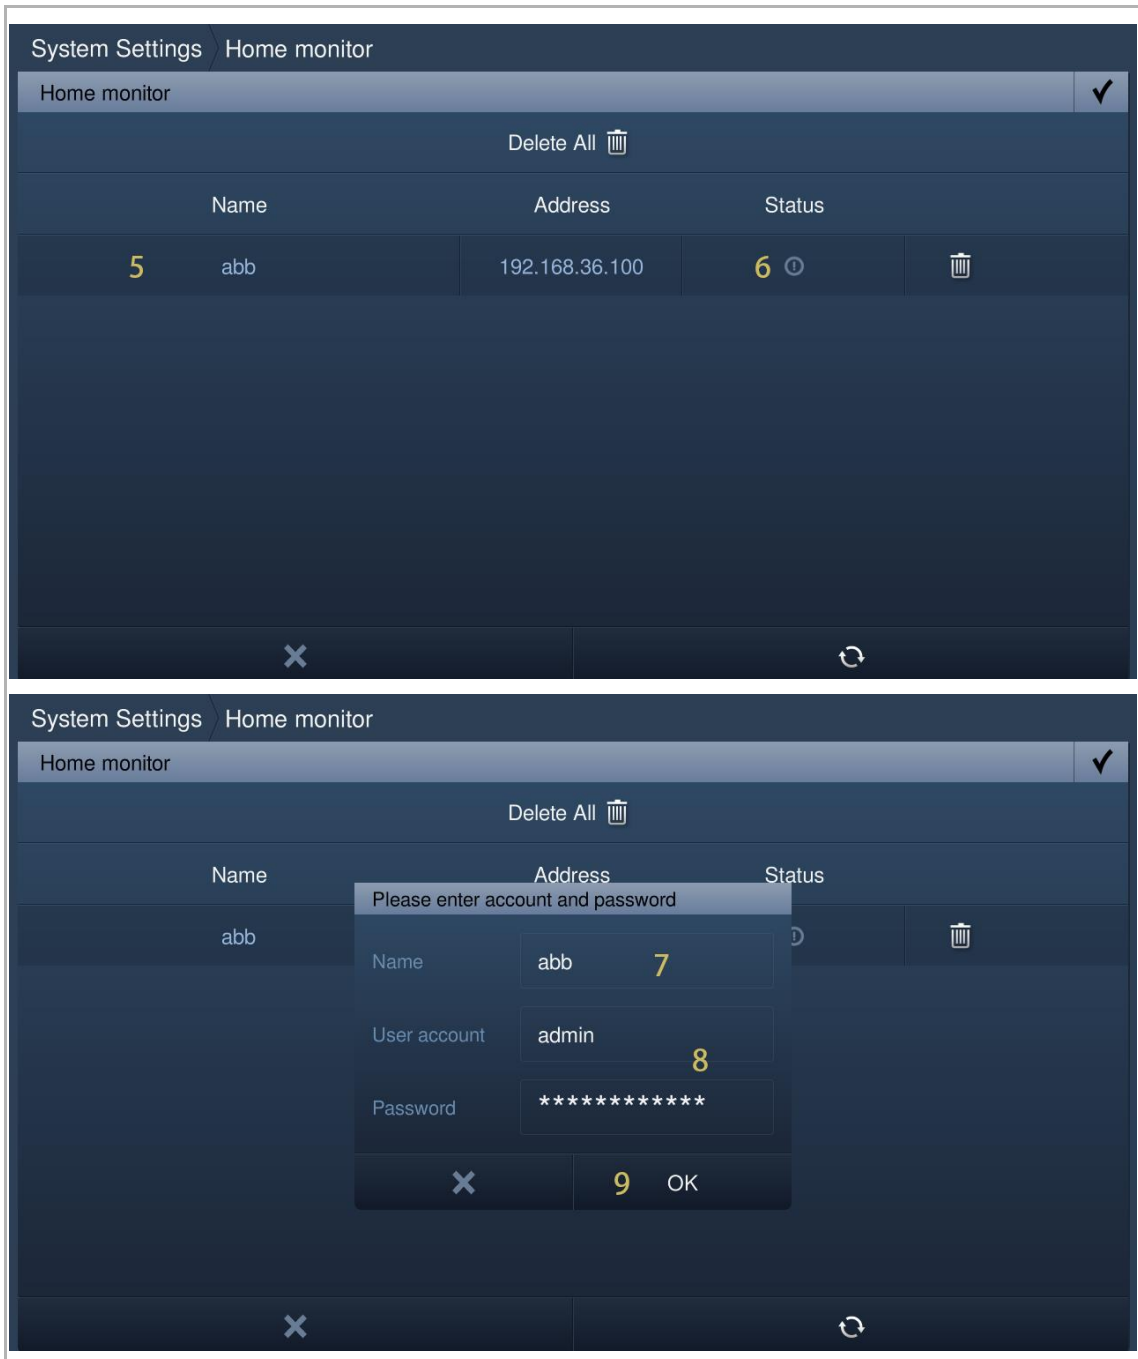 System Settings Home monitor
Home monitor
Delete All
Name Address Status
5 abb 192.168.36.100 6
System Settings Home monitor
Home monitor
Delete All
Name Address Status
abb
Please enter account and password
Name abb 7
User account admin
8
Password ************
9 OK